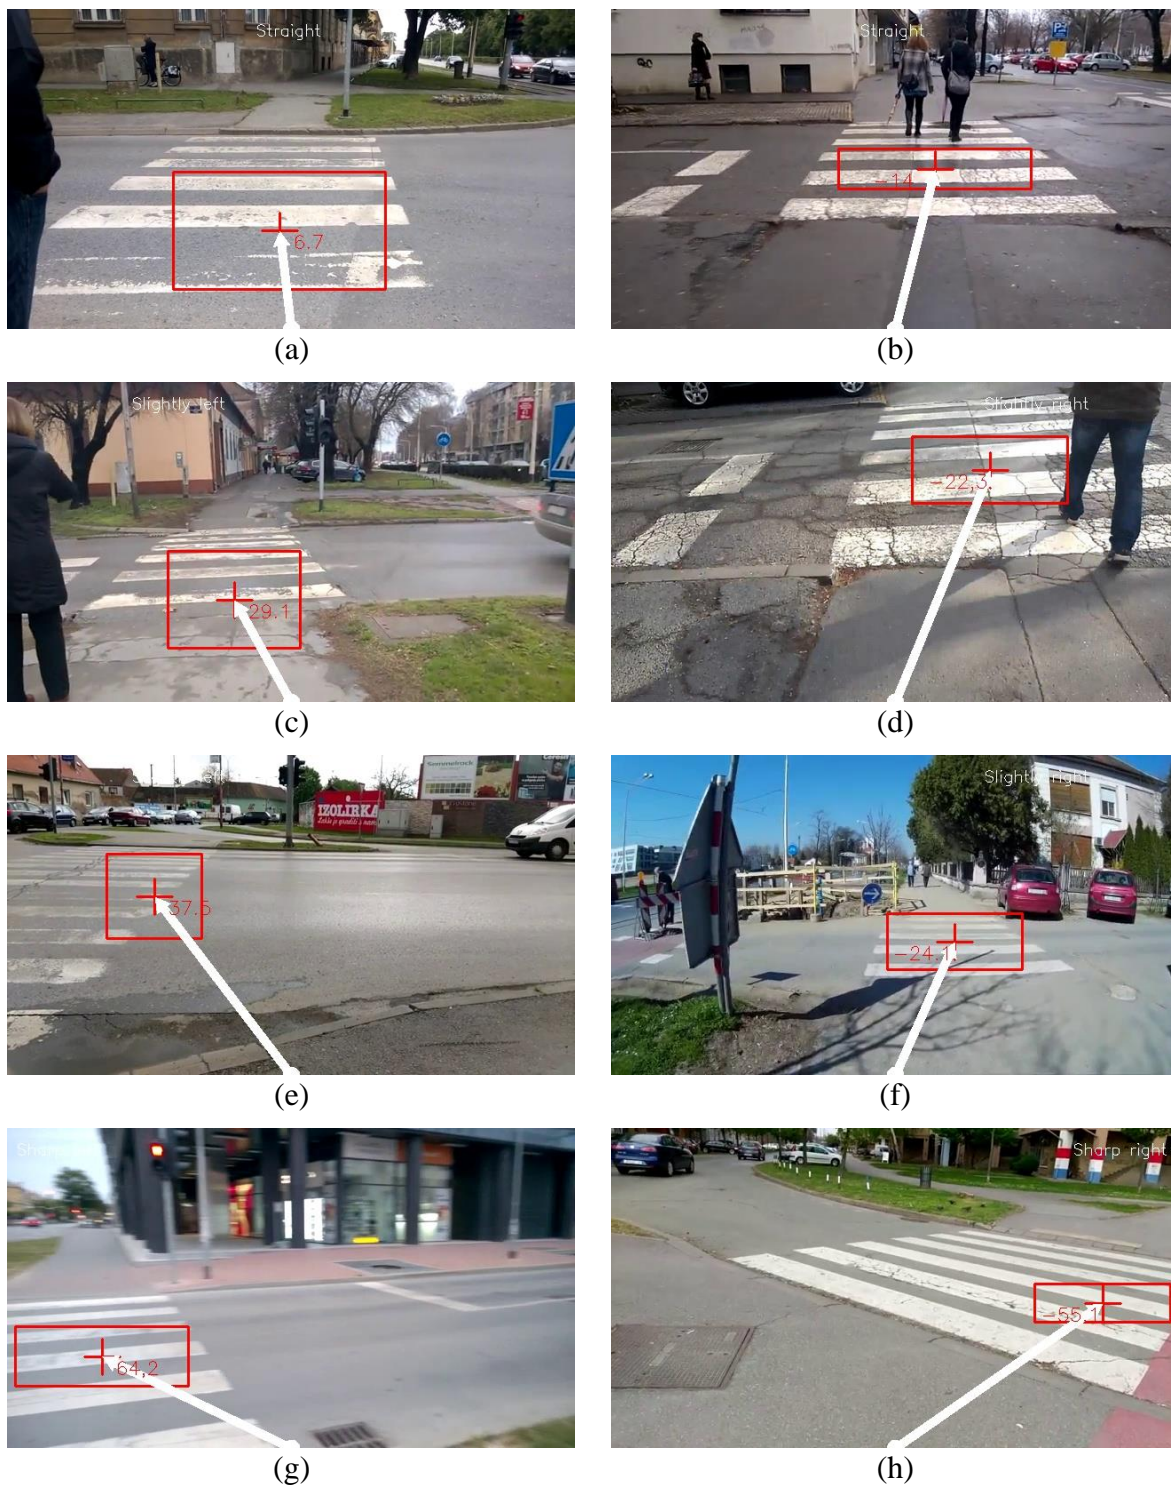 Straight
6.7
(a)
Straight
P
-14
(b)
Slightly left
29.1
(c)
Slightly right
-22,3
(d)
IZOLIRKA
37.5
(e)
Slightly right
-24.1
(f)
64,2
(g)
Sharp right
-55,1
(h)